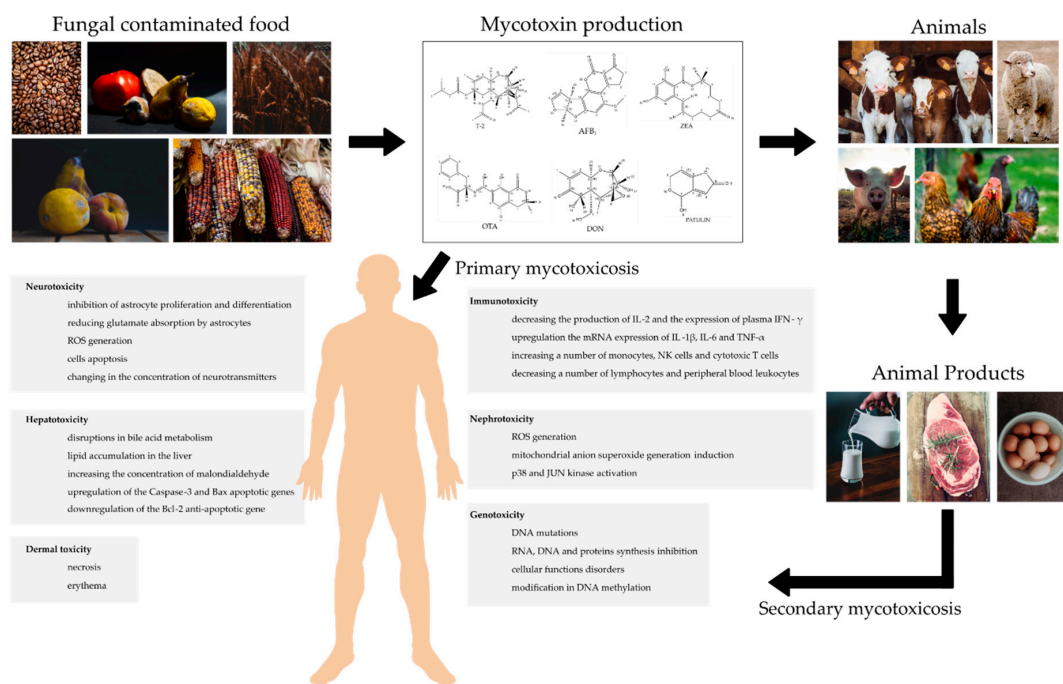 Fungal contaminated food
Mycotoxin production
Animals
T-2
AFB₁
ZEA
OTA
DON
PATULIN
Primary mycotoxicosis
Neurotoxicity
inhibition of astrocyte proliferation and differentiation
reducing glutamate absorption by astrocytes
ROS generation
cells apoptosis
changing in the concentration of neurotransmitters
Immunotoxicity
decreasing the production of IL-2 and the expression of plasma IFN- γ
upregulation the mRNA expression of IL -1β, IL-6 and TNF-α
increasing a number of monocytes, NK cells and cytotoxic T cells
decreasing a number of lymphocytes and peripheral blood leukocytes
Animal Products
Hepatotoxicity
disruptions in bile acid metabolism
lipid accumulation in the liver
increasing the concentration of malondialdehyde
upregulation of the Caspase-3 and Bax apoptotic genes
downregulation of the Bcl-2 anti-apoptotic gene
Nephrotoxicity
ROS generation
mitochondrial anion superoxide generation induction
p38 and JUN kinase activation
Dermal toxicity
necrosis
erythema
Genotoxicity
DNA mutations
RNA, DNA and proteins synthesis inhibition
cellular functions disorders
modification in DNA methylation
Secondary mycotoxicosis